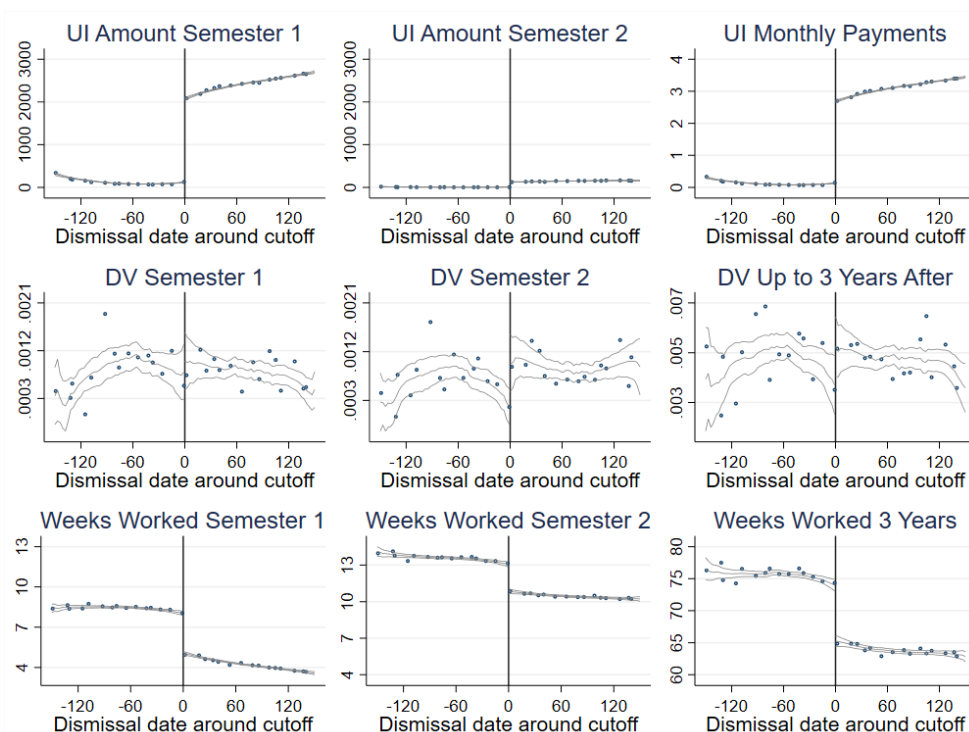 UI Amount Semester 1
3000
2000
1000
0
-120 -60 0 60 120
Dismissal date around cutoff
UI Amount Semester 2
3000
2000
1000
0
-120 -60 0 60 120
Dismissal date around cutoff
UI Monthly Payments
4
3
2
1
0
-120 -60 0 60 120
Dismissal date around cutoff
DV Semester 1
.0021
.0012
.0003
-120 -60 0 60 120
Dismissal date around cutoff
DV Semester 2
.0021
.0012
.0003
-120 -60 0 60 120
Dismissal date around cutoff
DV Up to 3 Years After
.007
.005
.003
-120 -60 0 60 120
Dismissal date around cutoff
Weeks Worked Semester 1
13
10
7
4
-120 -60 0 60 120
Dismissal date around cutoff
Weeks Worked Semester 2
13
10
7
4
-120 -60 0 60 120
Dismissal date around cutoff
Weeks Worked 3 Years
80
75
70
65
60
-120 -60 0 60 120
Dismissal date around cutoff